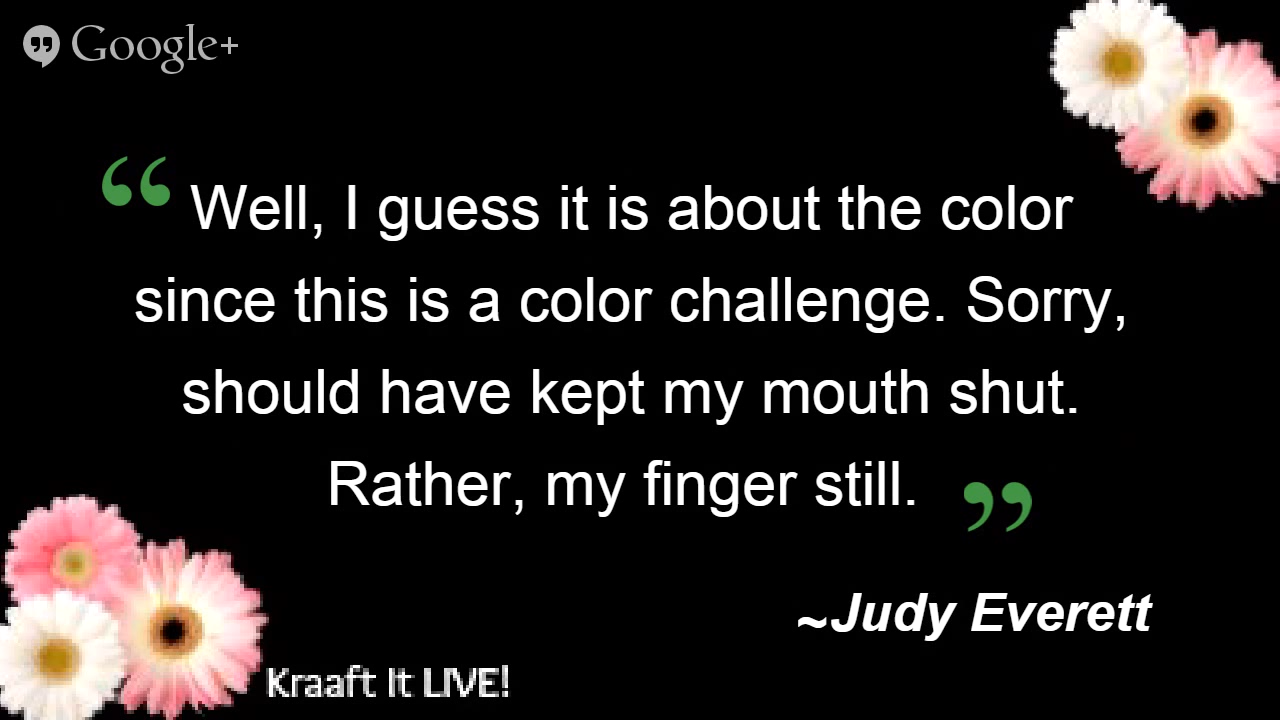 Google+
“ Well, I guess it is about the color
since this is a color challenge. Sorry,
should have kept my mouth shut.
Rather, my finger still. ”
~Judy Everett
Kraaft It LIVE!